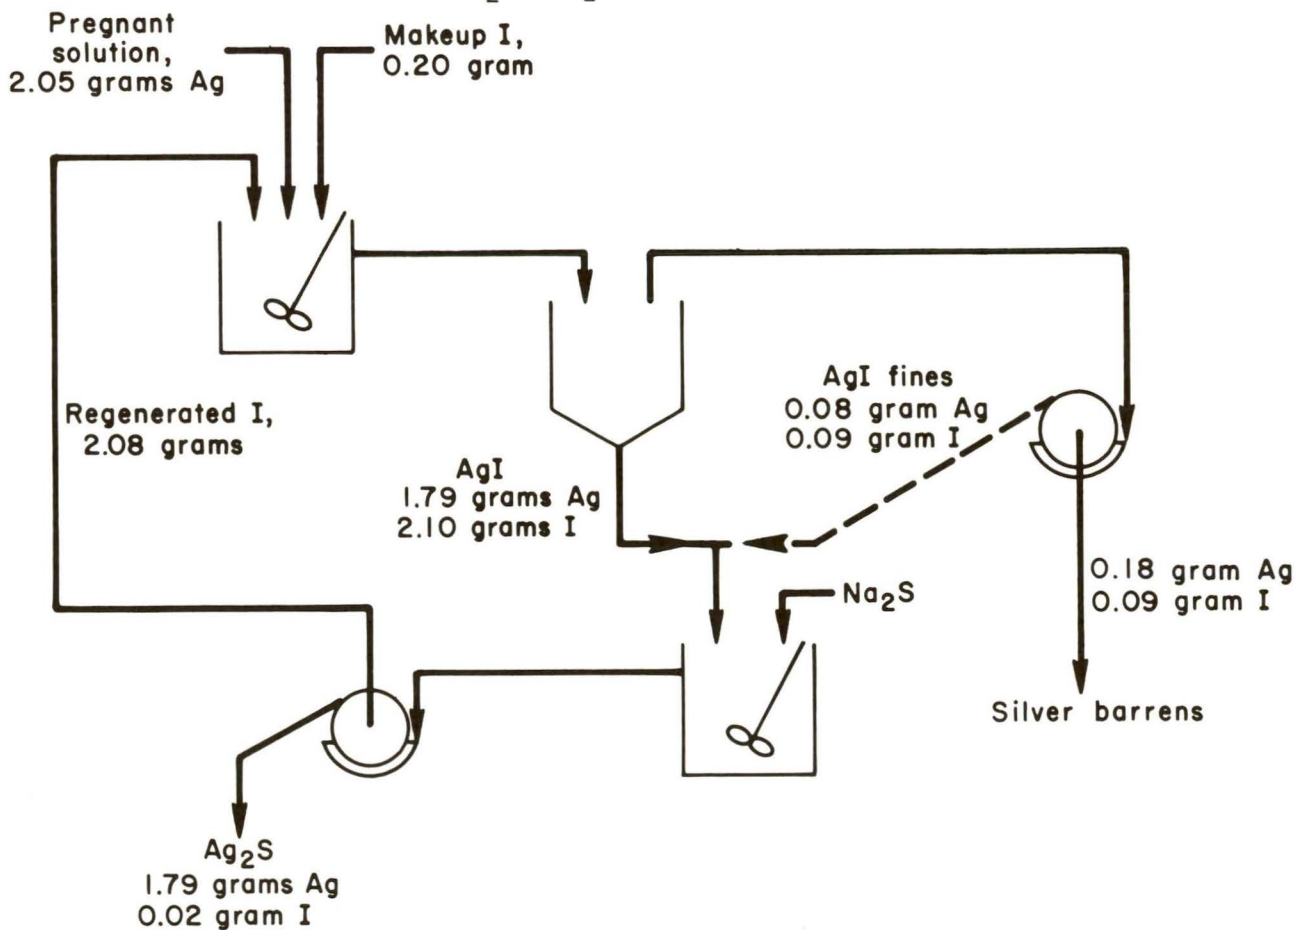 Pregnant
solution,
2.05 grams Ag
Makeup I,
0.20 gram
Regenerated I,
2.08 grams
AgI
1.79 grams Ag
2.10 grams I
AgI fines
0.08 gram Ag
0.09 gram I
0.18 gram Ag
0.09 gram I
Na₂S
Silver barrens
Ag₂S
1.79 grams Ag
0.02 gram I